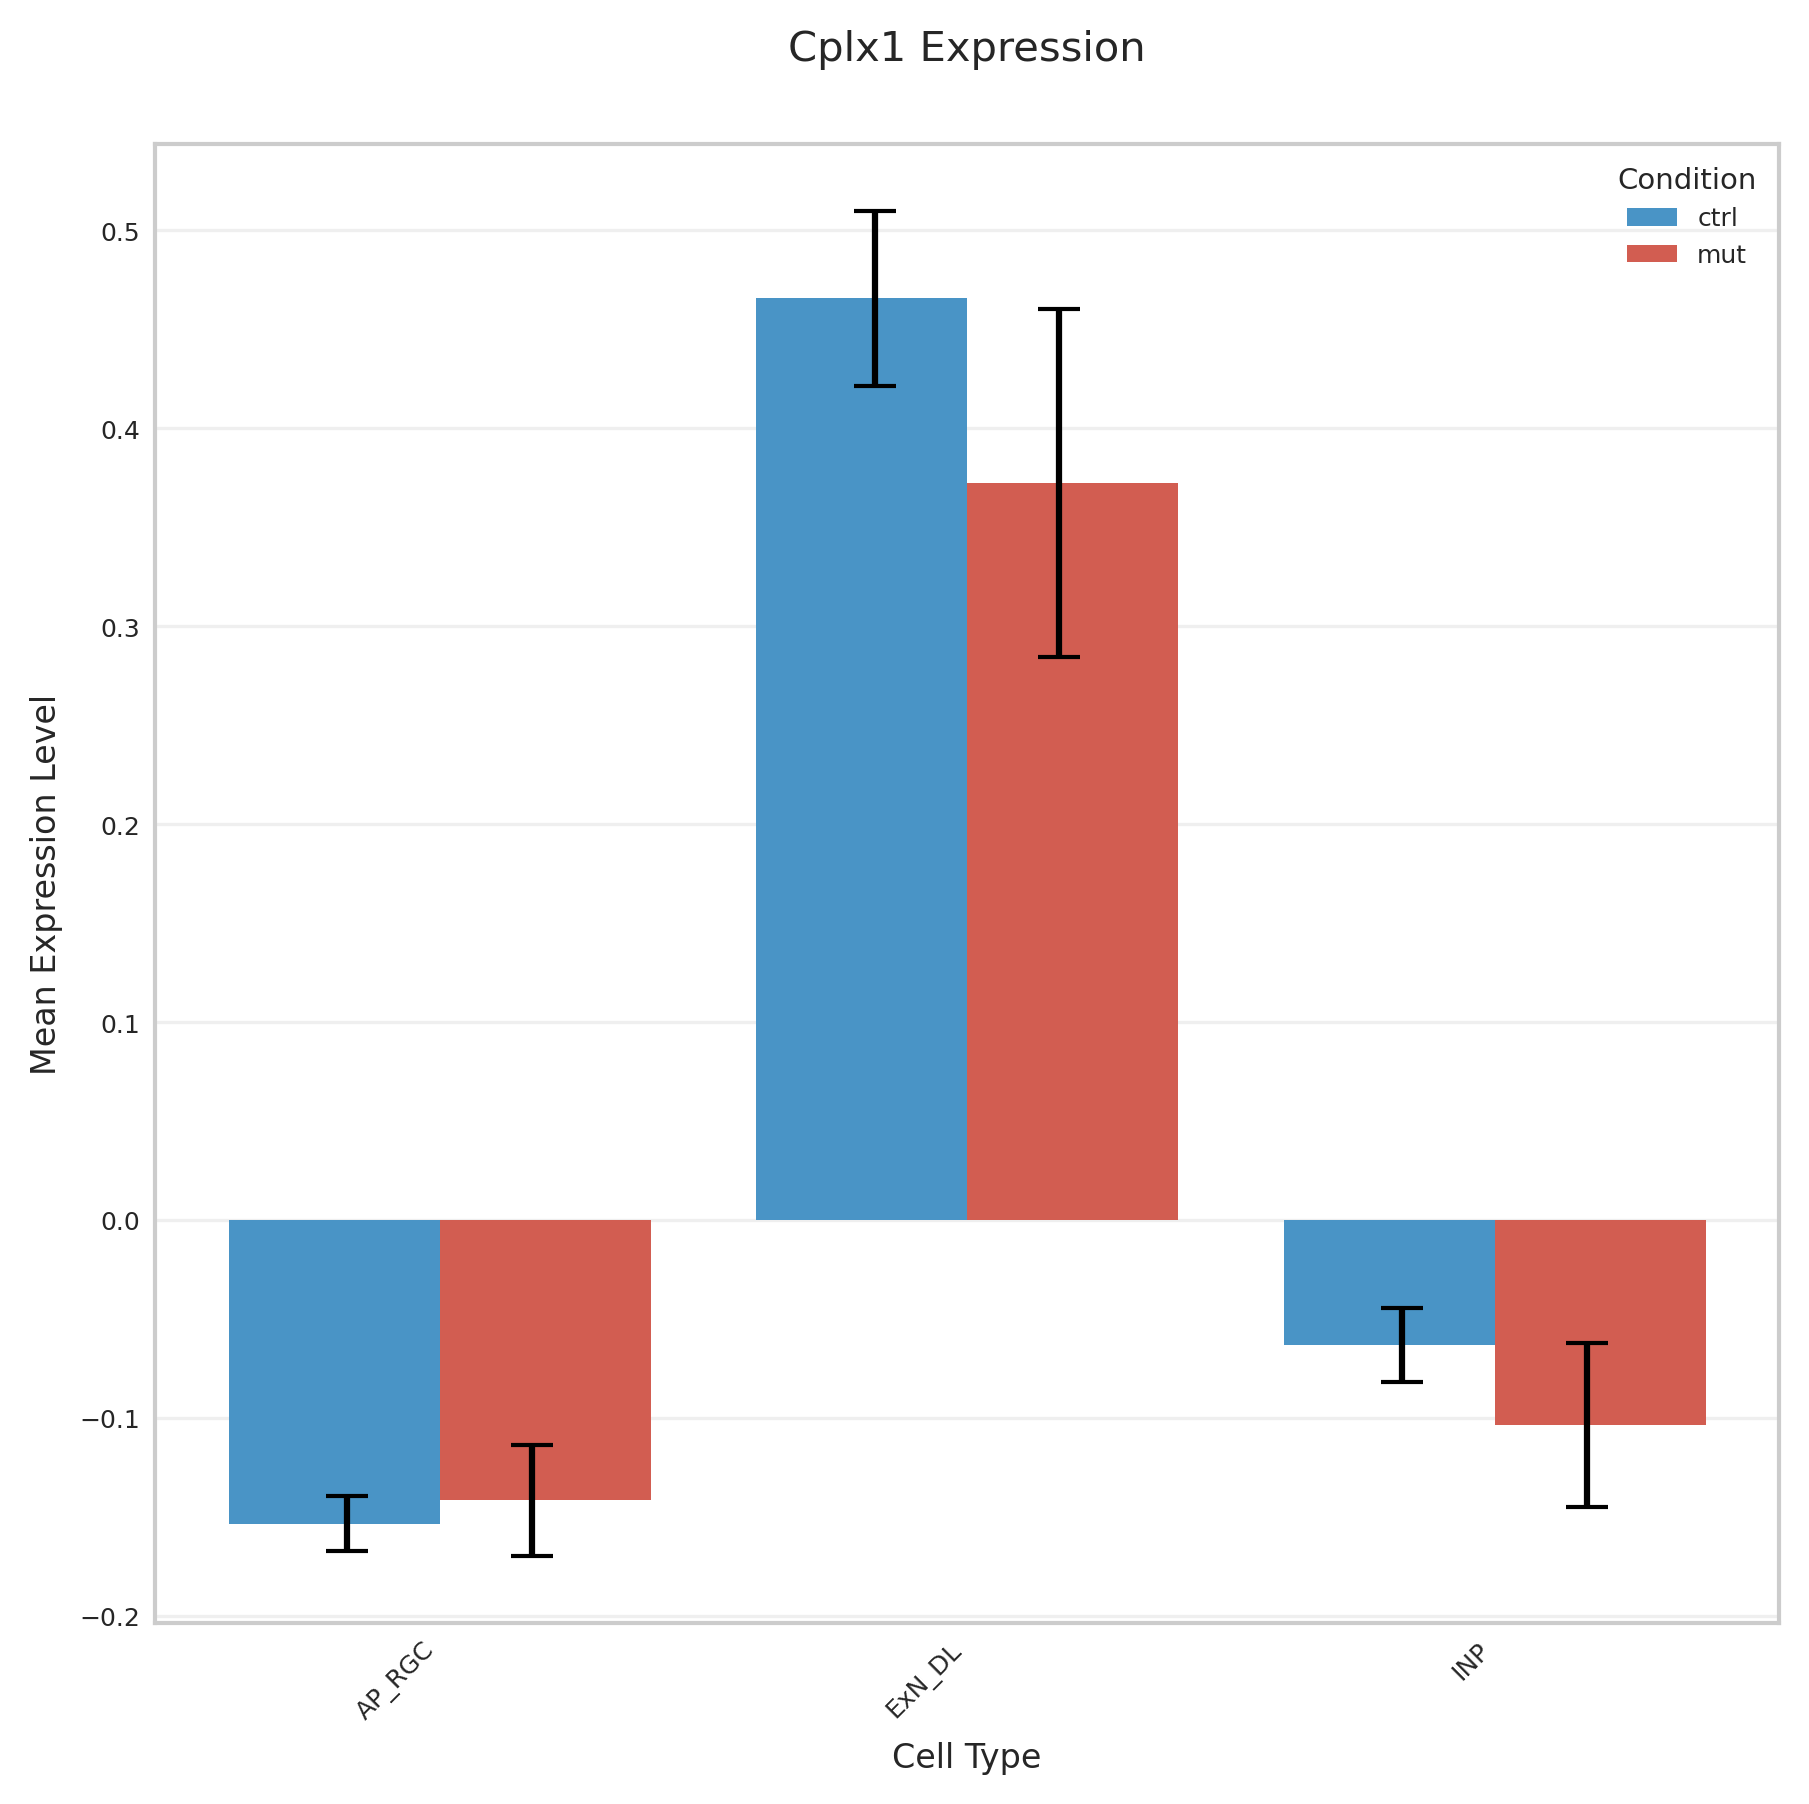 Cplx1 Expression
Condition
ctrl
mut
0.5
0.4
0.3
0.2
0.1
0.0
−0.1
−0.2
Mean Expression Level
AP_RGC
ExN_DL
INP
Cell Type